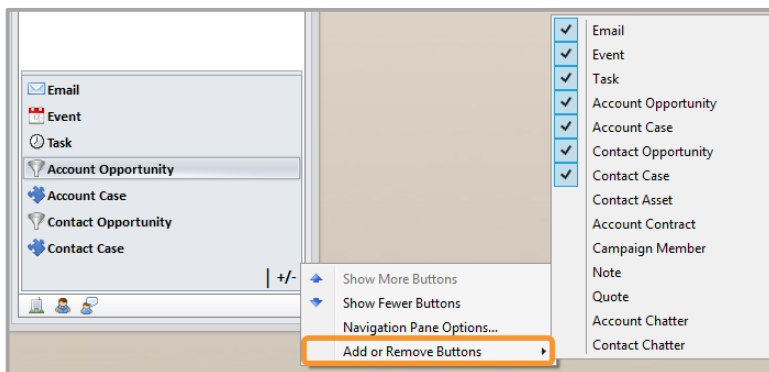 Email
Event
Task
Account Opportunity
Account Case
Contact Opportunity
Contact Case
+/-
Show More Buttons
Show Fewer Buttons
Navigation Pane Options...
Add or Remove Buttons
Email
Event
Task
Account Opportunity
Account Case
Contact Opportunity
Contact Case
Contact Asset
Account Contract
Campaign Member
Note
Quote
Account Chatter
Contact Chatter